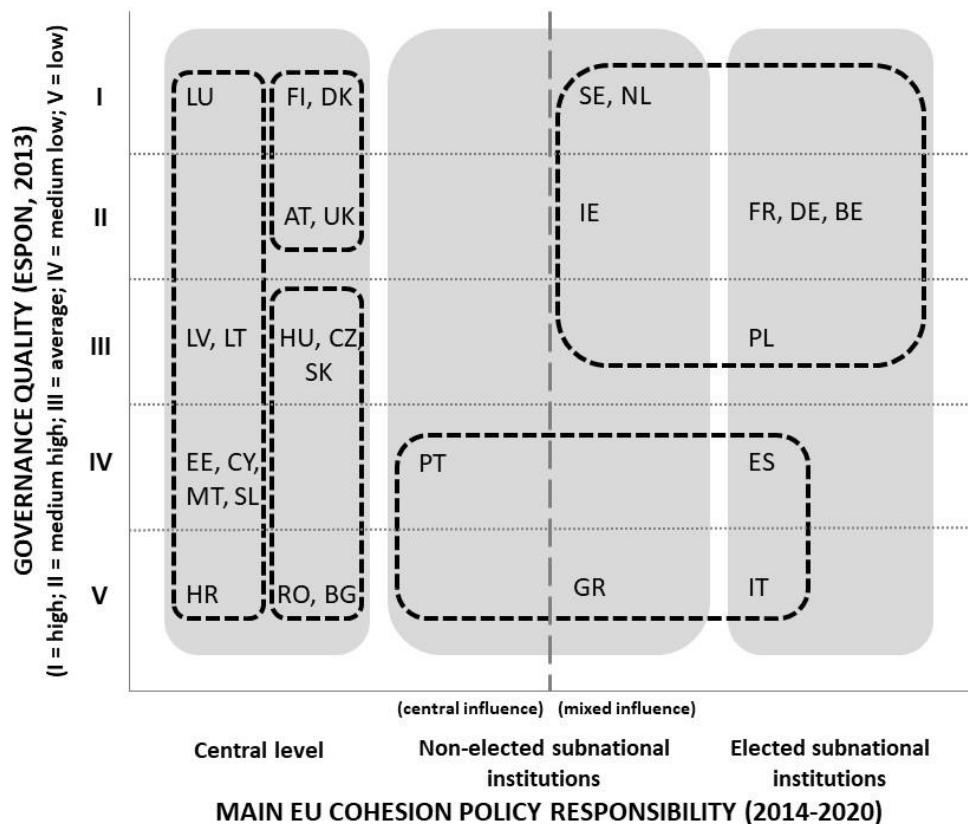 GOVERNANCE QUALITY (ESPON, 2013)
(I = high; II = medium high; III = average; IV = medium low; V = low)
I
LU
FI, DK
SE, NL
II
AT, UK
IE
FR, DE, BE
III
LV, LT
HU, CZ,
SK
PL
IV
EE, CY,
MT, SL
PT
ES
V
HR
RO, BG
GR
IT
(central influence)
(mixed influence)
Central level
Non-elected subnational
institutions
Elected subnational
institutions
MAIN EU COHESION POLICY RESPONSIBILITY (2014-2020)